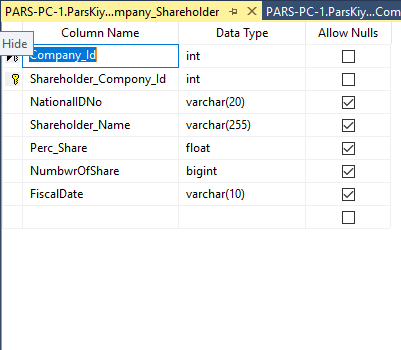 PARS-PC-1.ParsKiy...mpany_Shareholder PARS-PC-1.ParsKiy...Com
Column Name Data Type Allow Nulls
Hide
Company_Id int
Shareholder_Compony_Id int
NationalIDNo varchar(20)
Shareholder_Name varchar(255)
Perc_Share float
NumbwrOfShare bigint
FiscalDate varchar(10)